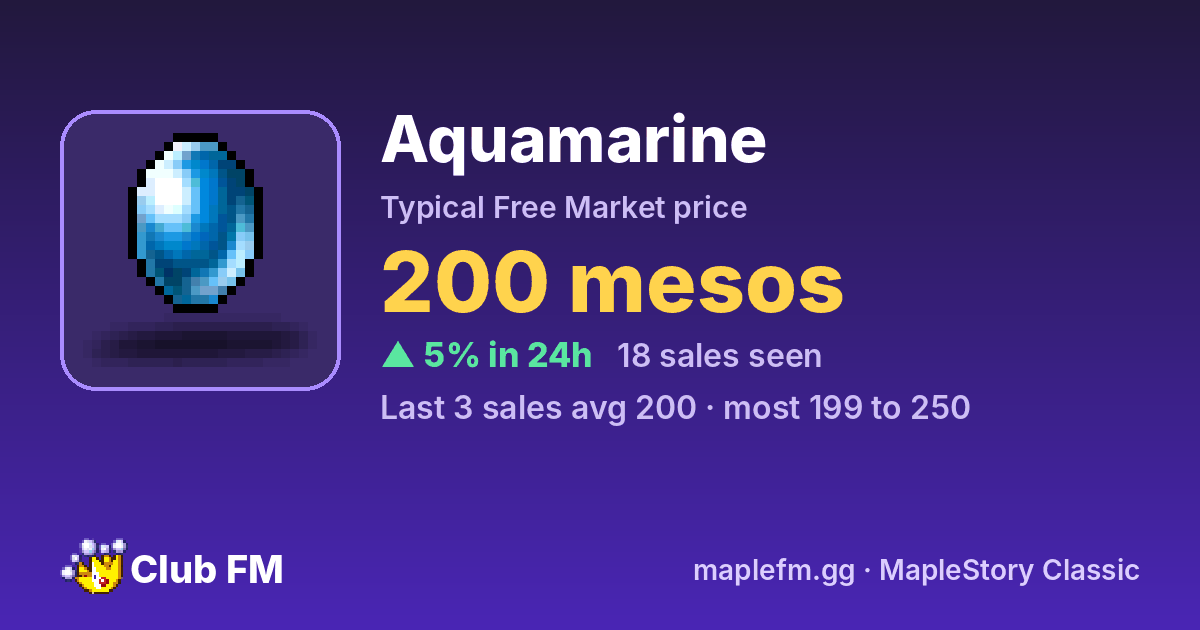 Aquamarine
Typical Free Market price
200 mesos
▲ 5% in 24h 18 sales seen
Last 3 sales avg 200 · most 199 to 250
Club FM
maplefm.gg · MapleStory Classic